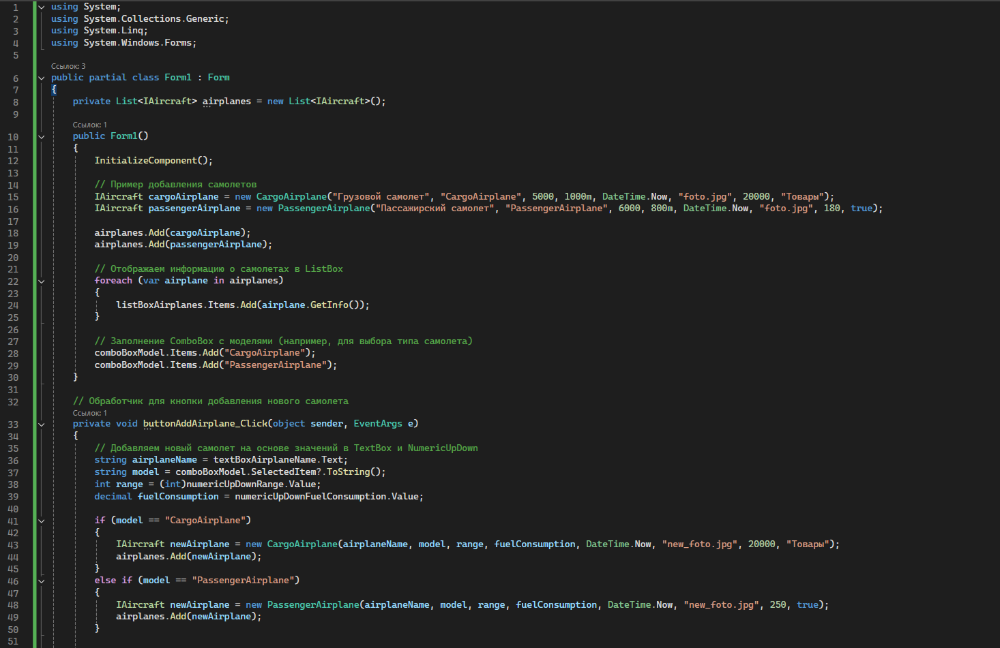 1 using System;
2 using System.Collections.Generic;
3 using System.Linq;
4 using System.Windows.Forms;
5
Ссылок: 3
6 public partial class Form1 : Form
7 {
8 private List<IAircraft> airplanes = new List<IAircraft>();
9
Ссылок: 1
10 public Form1()
11 {
12 InitializeComponent();
13
14 // Пример добавления самолетов
15 IAircraft cargoAirplane = new CargoAirplane("Грузовой самолет", "CargoAirplane", 5000, 1000m, DateTime.Now, "foto.jpg", 20000, "Товары");
16 IAircraft passengerAirplane = new PassengerAirplane("Пассажирский самолет", "PassengerAirplane", 6000, 800m, DateTime.Now, "foto.jpg", 180, true);
17
18 airplanes.Add(cargoAirplane);
19 airplanes.Add(passengerAirplane);
20
21 // Отображаем информацию о самолетах в ListBox
22 foreach (var airplane in airplanes)
23 {
24 listBoxAirplanes.Items.Add(airplane.GetInfo());
25 }
26
27 // Заполнение ComboBox с моделями (например, для выбора типа самолета)
28 comboBoxModel.Items.Add("CargoAirplane");
29 comboBoxModel.Items.Add("PassengerAirplane");
30 }
31
32 // Обработчик для кнопки добавления нового самолета
Ссылок: 1
33 private void buttonAddAirplane_Click(object sender, EventArgs e)
34 {
35 // Добавляем новый самолет на основе значений в TextBox и NumericUpDown
36 string airplaneName = textBoxAirplaneName.Text;
37 string model = comboBoxModel.SelectedItem?.ToString();
38 int range = (int)numericUpDownRange.Value;
39 decimal fuelConsumption = numericUpDownFuelConsumption.Value;
40
41 if (model == "CargoAirplane")
42 {
43 IAircraft newAirplane = new CargoAirplane(airplaneName, model, range, fuelConsumption, DateTime.Now, "new_foto.jpg", 20000, "Товары");
44 airplanes.Add(newAirplane);
45 }
46 else if (model == "PassengerAirplane")
47 {
48 IAircraft newAirplane = new PassengerAirplane(airplaneName, model, range, fuelConsumption, DateTime.Now, "new_foto.jpg", 250, true);
49 airplanes.Add(newAirplane);
50 }
51